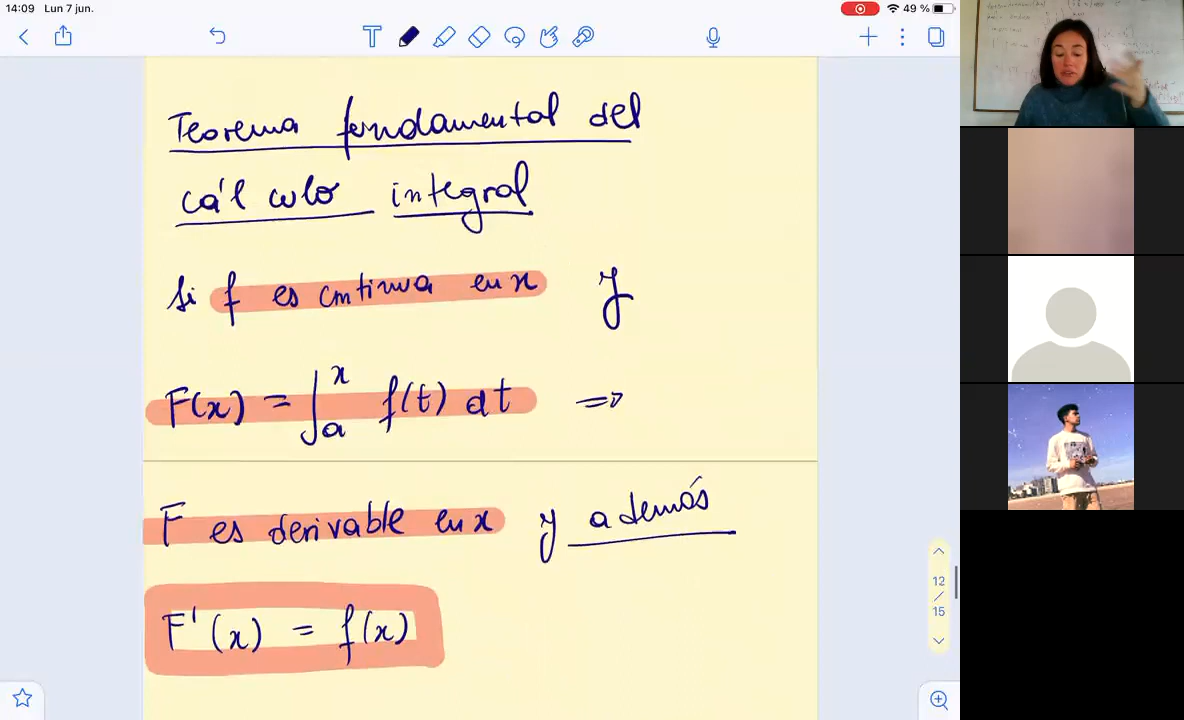 14:09 Lun 7 jun.
49 %
Teorema fundamental del
cálculo integral
Si f es continua en x y
F(x) = ∫ₐˣ f(t) dt ⇒
F es derivable en x y además
F'(x) = f(x)
12
/
15